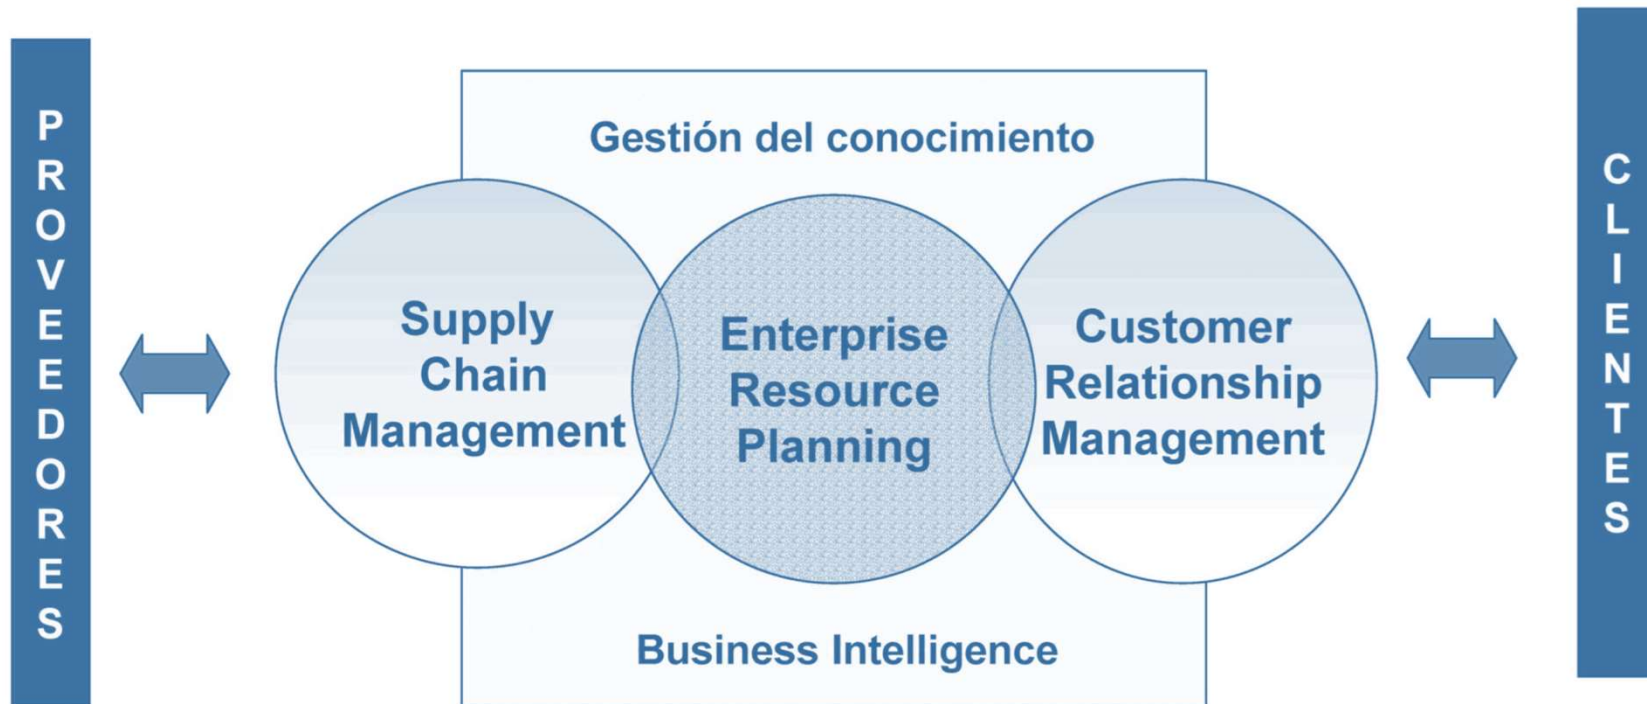 PROVEEDORES
Gestión del conocimiento
Supply
Chain
Management
Enterprise
Resource
Planning
Customer
Relationship
Management
Business Intelligence
CLIENTES